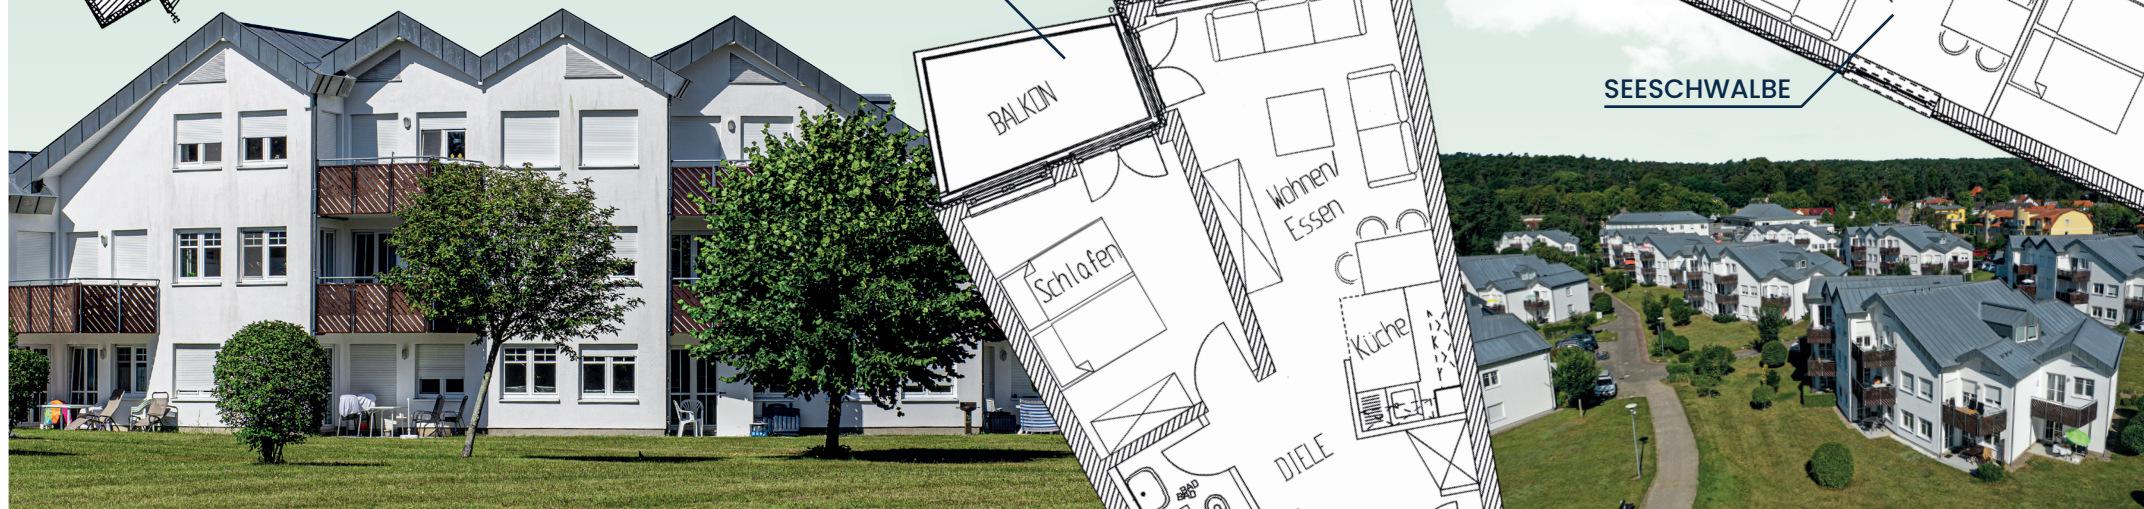 SEESCHWALBE
BALKON
Wohnen/
Essen
Schlafen
Küche
DIELE
BAD